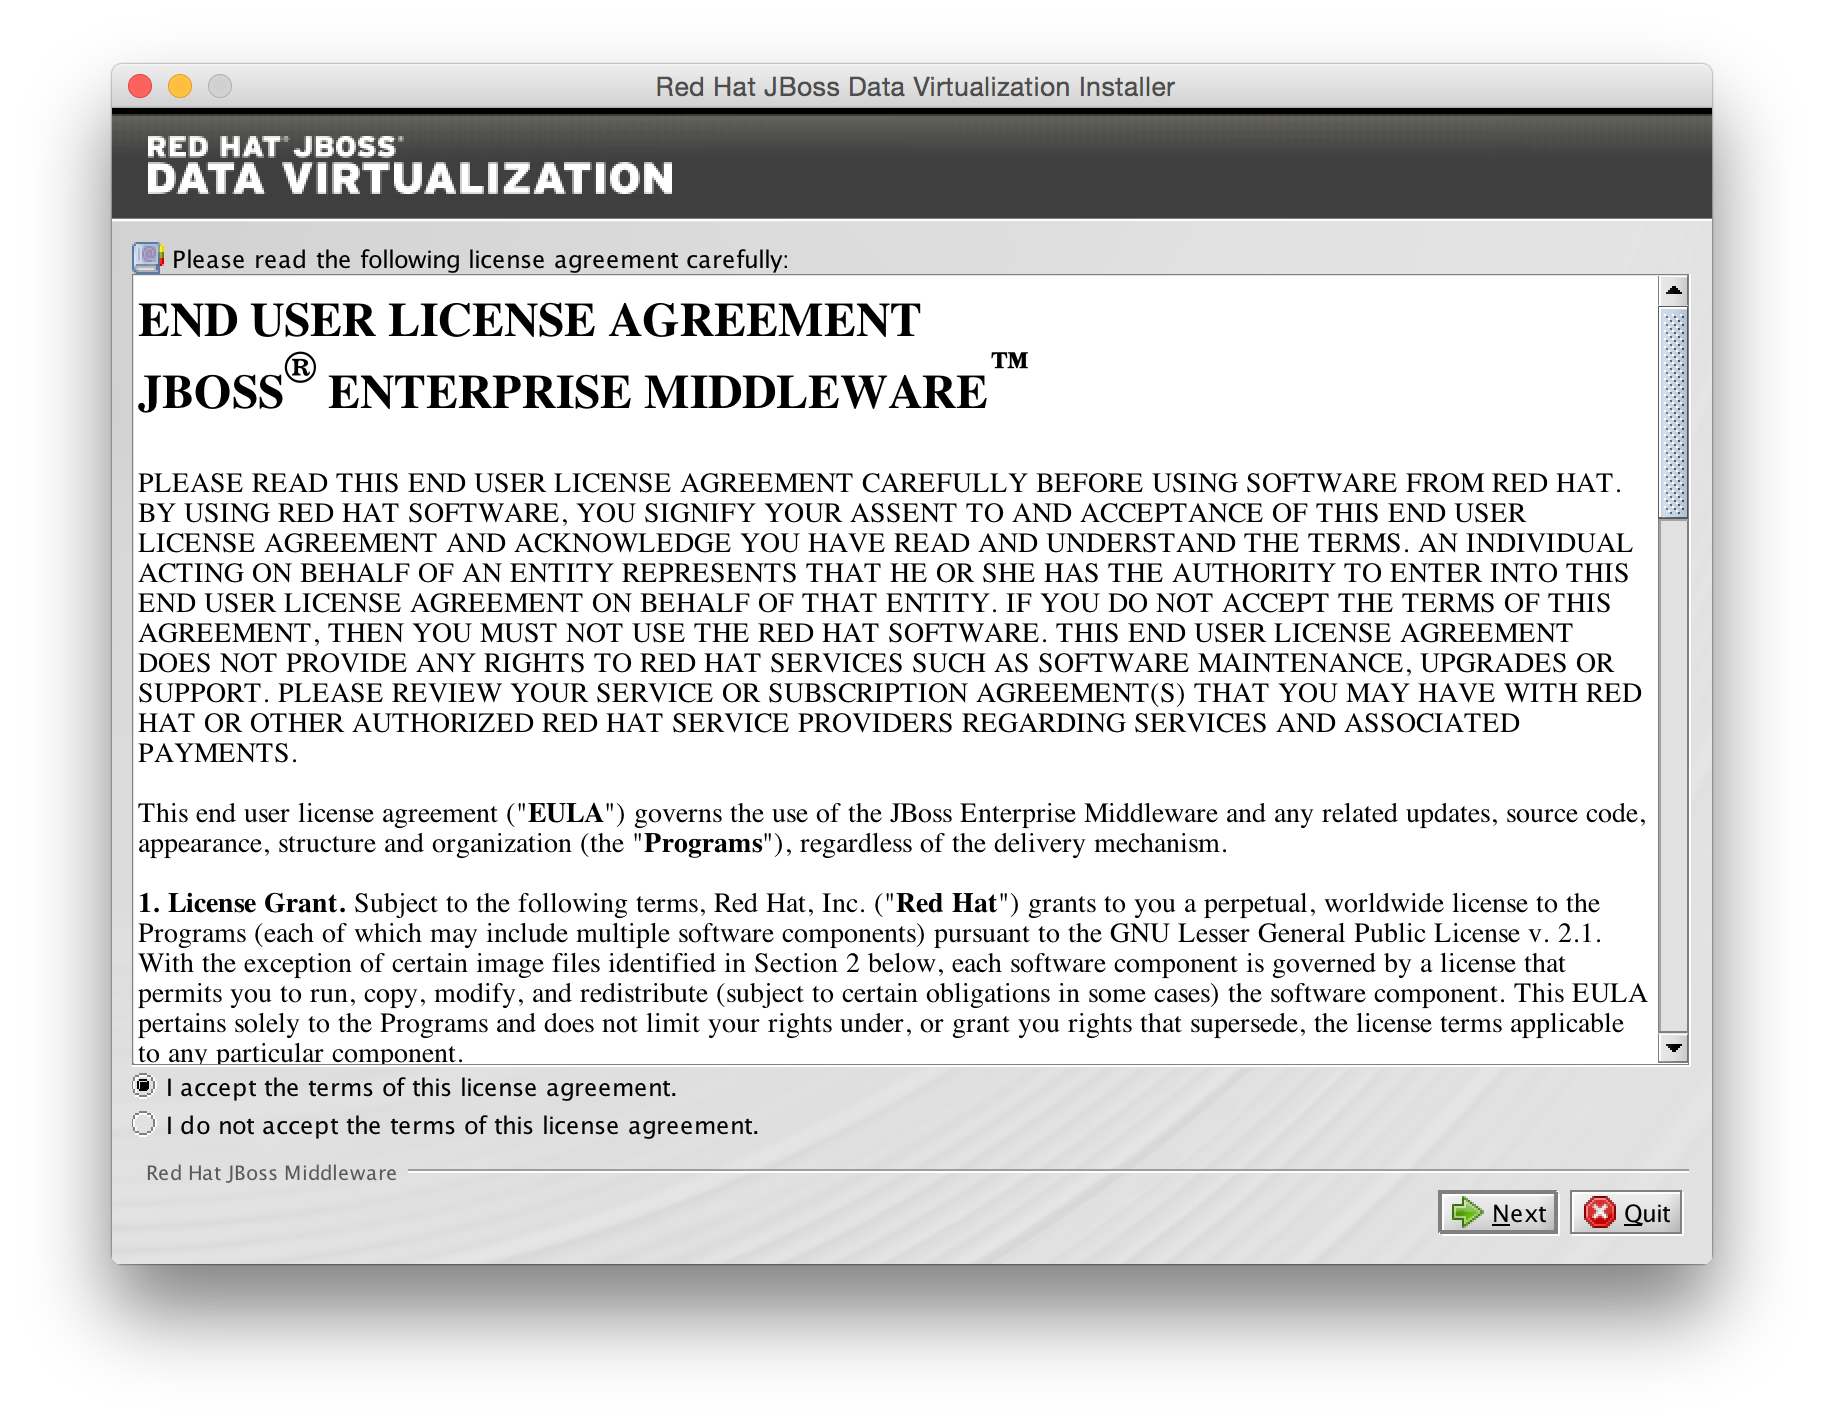 Red Hat JBoss Data Virtualization Installer
RED HAT® JBOSS®
DATA VIRTUALIZATION
Please read the following license agreement carefully:
END USER LICENSE AGREEMENT
JBOSS® ENTERPRISE MIDDLEWARE™
PLEASE READ THIS END USER LICENSE AGREEMENT CAREFULLY BEFORE USING SOFTWARE FROM RED HAT.
BY USING RED HAT SOFTWARE, YOU SIGNIFY YOUR ASSENT TO AND ACCEPTANCE OF THIS END USER
LICENSE AGREEMENT AND ACKNOWLEDGE YOU HAVE READ AND UNDERSTAND THE TERMS. AN INDIVIDUAL
ACTING ON BEHALF OF AN ENTITY REPRESENTS THAT HE OR SHE HAS THE AUTHORITY TO ENTER INTO THIS
END USER LICENSE AGREEMENT ON BEHALF OF THAT ENTITY. IF YOU DO NOT ACCEPT THE TERMS OF THIS
AGREEMENT, THEN YOU MUST NOT USE THE RED HAT SOFTWARE. THIS END USER LICENSE AGREEMENT
DOES NOT PROVIDE ANY RIGHTS TO RED HAT SERVICES SUCH AS SOFTWARE MAINTENANCE, UPGRADES OR
SUPPORT. PLEASE REVIEW YOUR SERVICE OR SUBSCRIPTION AGREEMENT(S) THAT YOU MAY HAVE WITH RED
HAT OR OTHER AUTHORIZED RED HAT SERVICE PROVIDERS REGARDING SERVICES AND ASSOCIATED
PAYMENTS.
This end user license agreement ("EULA") governs the use of the JBoss Enterprise Middleware and any related updates, source code,
appearance, structure and organization (the "Programs"), regardless of the delivery mechanism.
1. License Grant. Subject to the following terms, Red Hat, Inc. ("Red Hat") grants to you a perpetual, worldwide license to the
Programs (each of which may include multiple software components) pursuant to the GNU Lesser General Public License v. 2.1.
With the exception of certain image files identified in Section 2 below, each software component is governed by a license that
permits you to run, copy, modify, and redistribute (subject to certain obligations in some cases) the software component. This EULA
pertains solely to the Programs and does not limit your rights under, or grant you rights that supersede, the license terms applicable
to any particular component.
I accept the terms of this license agreement.
I do not accept the terms of this license agreement.
Red Hat JBoss Middleware
Next
Quit